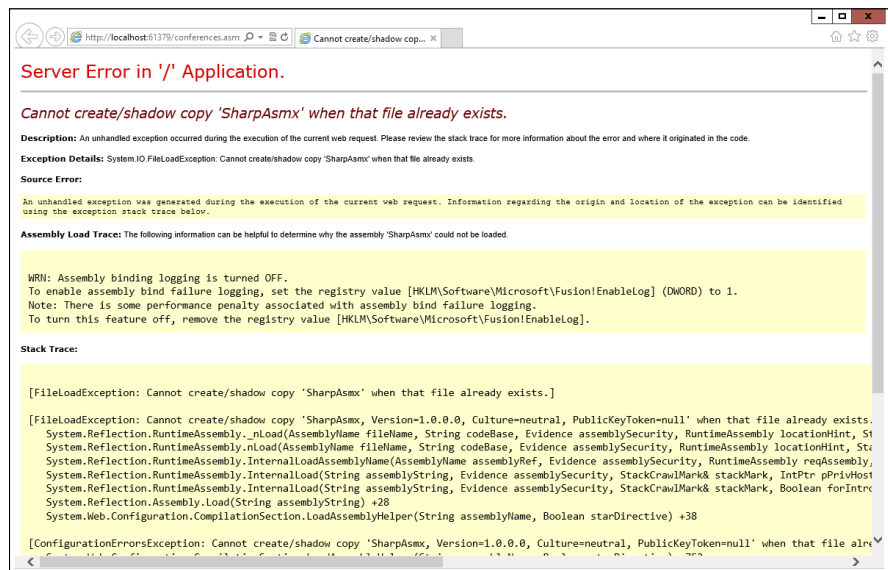 http://localhost:61379/conferences.asm
Cannot create/shadow cop...
Server Error in '/' Application.
Cannot create/shadow copy 'SharpAsmx' when that file already exists.
Description: An unhandled exception occurred during the execution of the current web request. Please review the stack trace for more information about the error and where it originated in the code.
Exception Details: System.IO.FileLoadException: Cannot create/shadow copy 'SharpAsmx' when that file already exists.
Source Error:
An unhandled exception was generated during the execution of the current web request. Information regarding the origin and location of the exception can be identified
using the exception stack trace below.
Assembly Load Trace: The following information can be helpful to determine why the assembly 'SharpAsmx' could not be loaded.
WRN: Assembly binding logging is turned OFF.
To enable assembly bind failure logging, set the registry value [HKLM\Software\Microsoft\Fusion!EnableLog] (DWORD) to 1.
Note: There is some performance penalty associated with assembly bind failure logging.
To turn this feature off, remove the registry value [HKLM\Software\Microsoft\Fusion!EnableLog].
Stack Trace:
[FileLoadException: Cannot create/shadow copy 'SharpAsmx' when that file already exists.]
[FileLoadException: Cannot create/shadow copy 'SharpAsmx, Version=1.0.0.0, Culture=neutral, PublicKeyToken=null' when that file already exists.
System.Reflection.RuntimeAssembly._nLoad(AssemblyName fileName, String codeBase, Evidence assemblySecurity, RuntimeAssembly locationHint, St
System.Reflection.RuntimeAssembly.nLoad(AssemblyName fileName, String codeBase, Evidence assemblySecurity, RuntimeAssembly locationHint, Sta
System.Reflection.RuntimeAssembly.InternalLoadAssemblyName(AssemblyName assemblyRef, Evidence assemblySecurity, RuntimeAssembly reqAssembly,
System.Reflection.RuntimeAssembly.InternalLoad(String assemblyString, Evidence assemblySecurity, StackCrawlMark& stackMark, IntPtr pPrivHost
System.Reflection.RuntimeAssembly.InternalLoad(String assemblyString, Evidence assemblySecurity, StackCrawlMark& stackMark, Boolean forIntro
System.Reflection.Assembly.Load(String assemblyString) +28
System.Web.Configuration.CompilationSection.LoadAssemblyHelper(String assemblyName, Boolean starDirective) +38
[ConfigurationErrorsException: Cannot create/shadow copy 'SharpAsmx, Version=1.0.0.0, Culture=neutral, PublicKeyToken=null' when that file alre